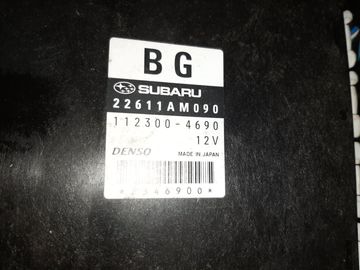 BG
SUBARU
22611AM090
112300-4690
12V
DENSO MADE IN JAPAN